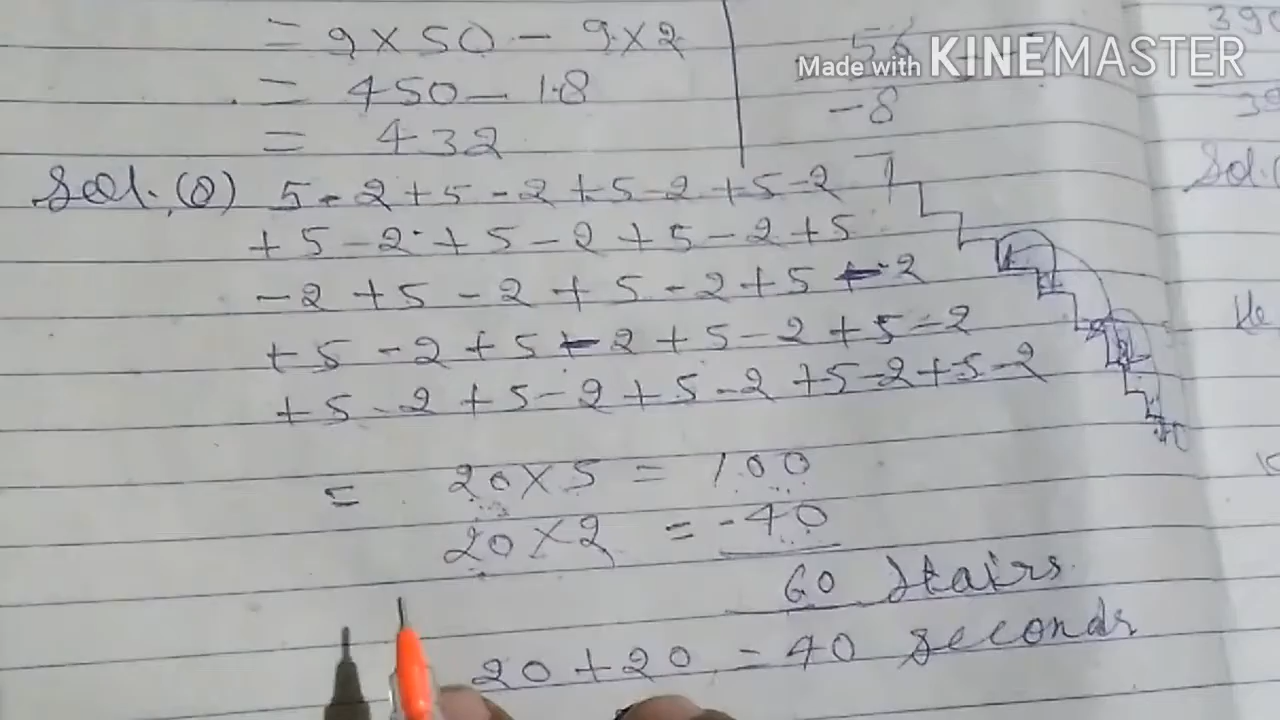 = 9 × 50 - 9 × 2
= 450 - 18
= 432
56
-8
Made with KINEMASTER
390
39
Sol. (8) 5 - 2 + 5 - 2 + 5 - 2 + 5 - 2
+ 5 - 2 + 5 - 2 + 5 - 2 + 5
- 2 + 5 - 2 + 5 - 2 + 5 - 2
+ 5 - 2 + 5 - 2 + 5 - 2 + 5 - 2
+ 5 - 2 + 5 - 2 + 5 - 2 + 5 - 2 + 5 - 2
= 20 × 5 = 100
20 × 2 = -40
60 Stairs
20 + 20 = 40 seconds
Sol.